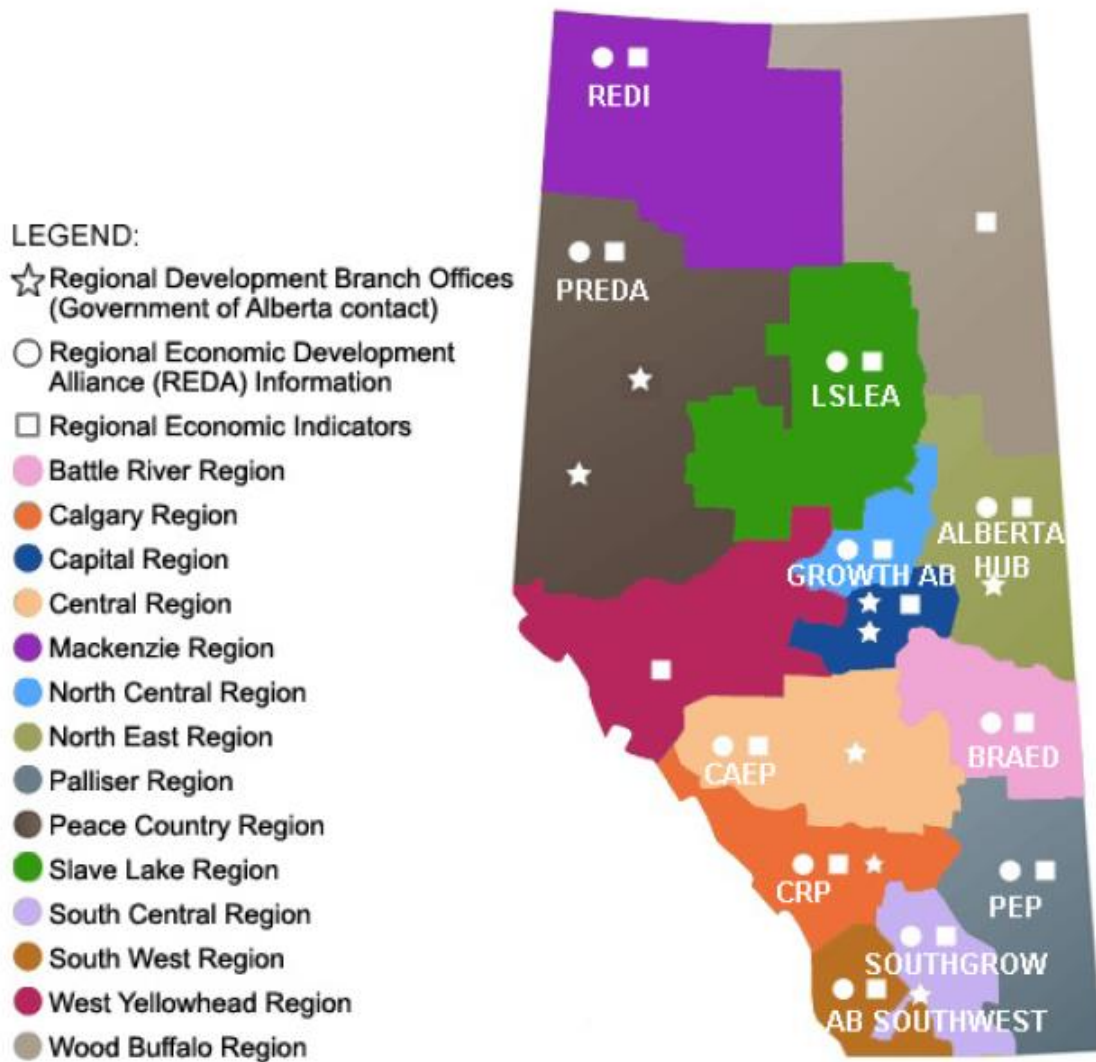 LEGEND:
Regional Development Branch Offices
(Government of Alberta contact)
Regional Economic Development
Alliance (REDA) Information
Regional Economic Indicators
Battle River Region
Calgary Region
Capital Region
Central Region
Mackenzie Region
North Central Region
North East Region
Palliser Region
Peace Country Region
Slave Lake Region
South Central Region
South West Region
West Yellowhead Region
Wood Buffalo Region
REDI
PREDA
LSLEA
ALBERTA
HUB
GROWTH AB
BRAED
CAEP
CRP
PEP
SOUTHGROW
AB SOUTHWEST